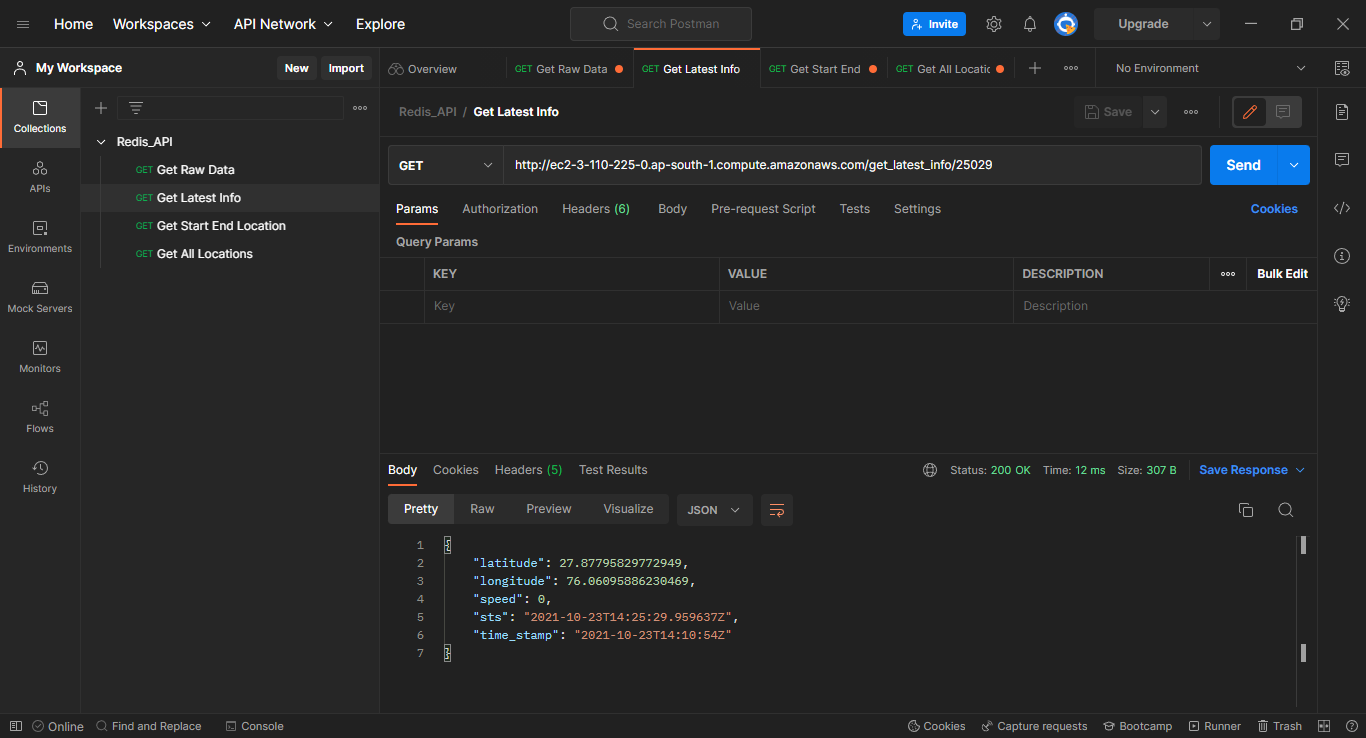 Home Workspaces API Network Explore Search Postman Invite Upgrade
My Workspace New Import Overview GET Get Raw Data GET Get Latest Info GET Get Start End GET Get All Locatic No Environment
Collections
APIs
Environments
Mock Servers
Monitors
Flows
History
Redis_API
GET Get Raw Data
GET Get Latest Info
GET Get Start End Location
GET Get All Locations
Redis_API / Get Latest Info Save
GET http://ec2-3-110-225-0.ap-south-1.compute.amazonaws.com/get_latest_info/25029 Send
Params Authorization Headers (6) Body Pre-request Script Tests Settings Cookies
Query Params
KEY VALUE DESCRIPTION Bulk Edit
Key Value Description
Body Cookies Headers (5) Test Results Status: 200 OK Time: 12 ms Size: 307 B Save Response
Pretty Raw Preview Visualize JSON
1 {
2 "latitude": 27.87795829772949,
3 "longitude": 76.06095886230469,
4 "speed": 0,
5 "sts": "2021-10-23T14:25:29.959637Z",
6 "time_stamp": "2021-10-23T14:10:54Z"
7 }
Online Find and Replace Console Cookies Capture requests Bootcamp Runner Trash